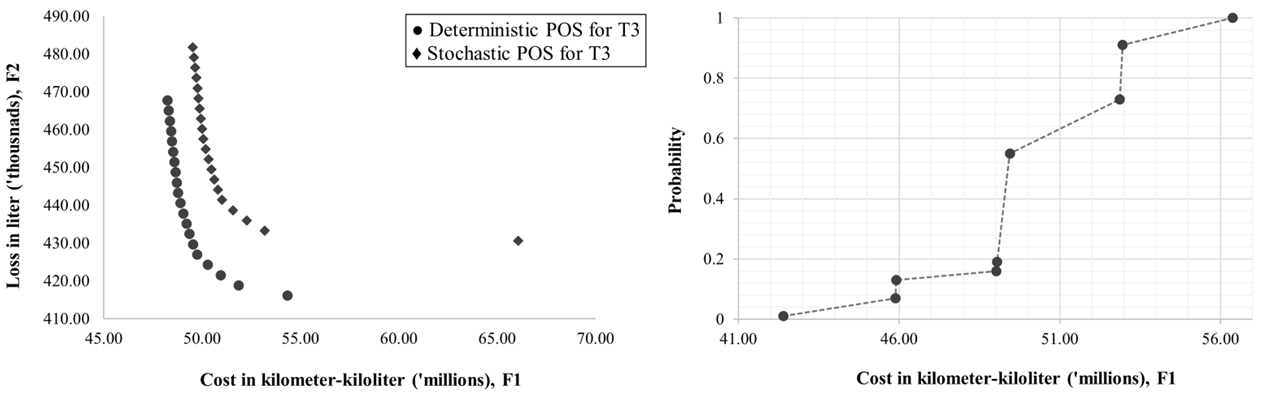 490.00
480.00
470.00
460.00
450.00
440.00
430.00
420.00
410.00
Loss in liter ('thousnads), F2
● Deterministic POS for T3
◆ Stochastic POS for T3
45.00 50.00 55.00 60.00 65.00 70.00
Cost in kilometer-kiloliter ('millions), F1
1
0.8
0.6
0.4
0.2
0
Probability
41.00 46.00 51.00 56.00
Cost in kilometer-kiloliter ('millions), F1